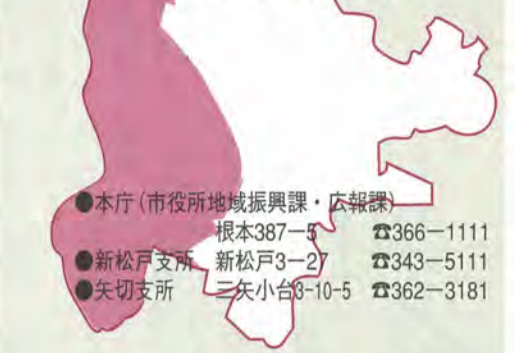 ●本庁(市役所地域振興課・広報課)
根本387−5 ☎366−1111
●新松戸支所 新松戸3−27 ☎343−5111
●矢切支所 三矢小台3-10-5 ☎362−3181